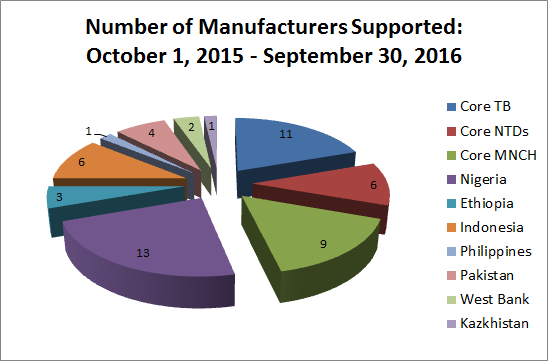 Number of Manufacturers Supported:
October 1, 2015 - September 30, 2016
11
6
9
13
3
6
1
4
2
1
Core TB
Core NTDs
Core MNCH
Nigeria
Ethiopia
Indonesia
Philippines
Pakistan
West Bank
Kazkhistan